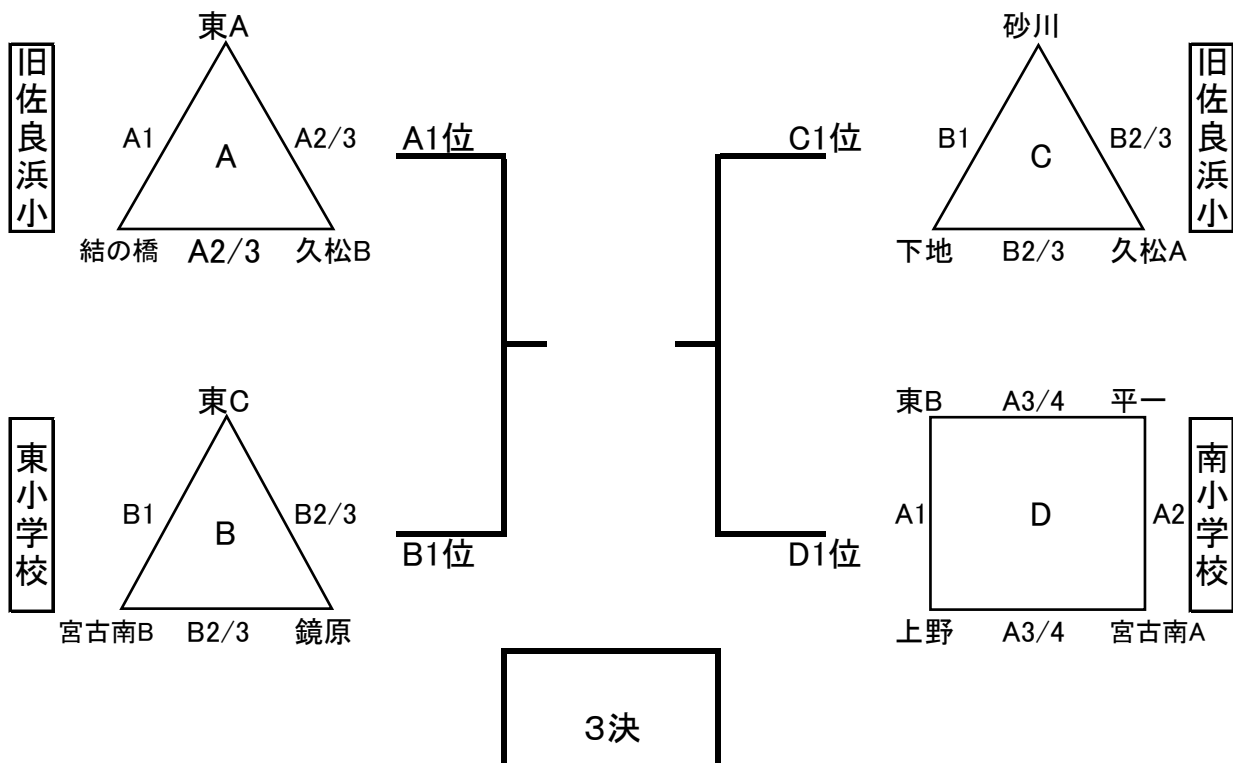 東A
旧佐良浜小
A1
A2/3
A
結の橋
A2/3
久松B
A1位
C1位
砂川
旧佐良浜小
B1
B2/3
C
下地
B2/3
久松A
東C
東小学校
B1
B2/3
B
宮古南B
B2/3
鏡原
B1位
D1位
東B
A3/4
平一
A1
D
A2
南小学校
上野
A3/4
宮古南A
３決